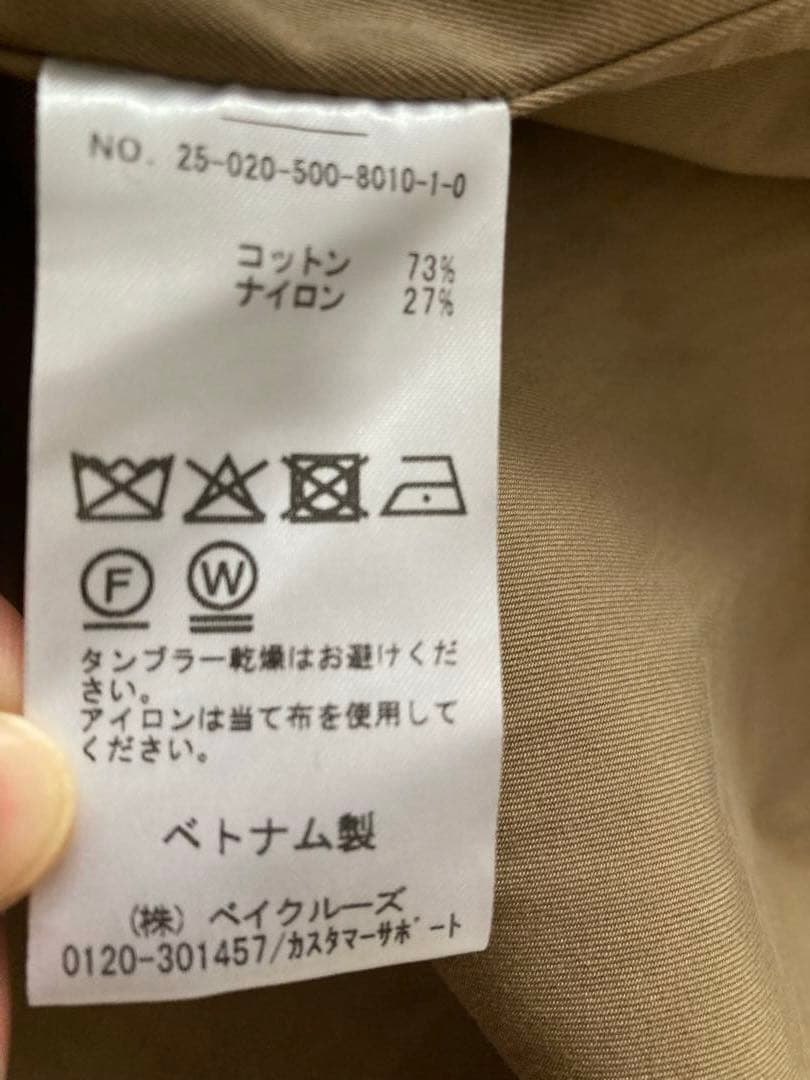 NO. 25-020-500-8010-1-0
コットン 73%
ナイロン 27%
F W
タンブラー乾燥はお避けくだ
さい。
アイロンは当て布を使用して
ください。
ベトナム製
(株) ベイクルーズ
0120-301457/カスタマーサポート